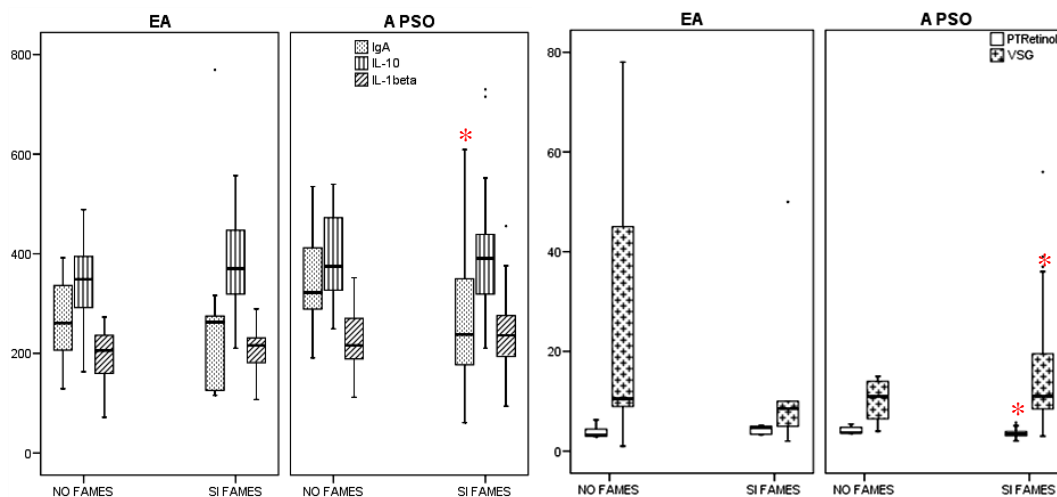 EA
A PSO
IgA
IL-10
IL-1beta
800
600
400
200
0
NO FAMES
SI FAMES
NO FAMES
SI FAMES
*
EA
A PSO
PTRetinol
VSG
80
60
40
20
0
NO FAMES
SI FAMES
NO FAMES
SI FAMES
*
*